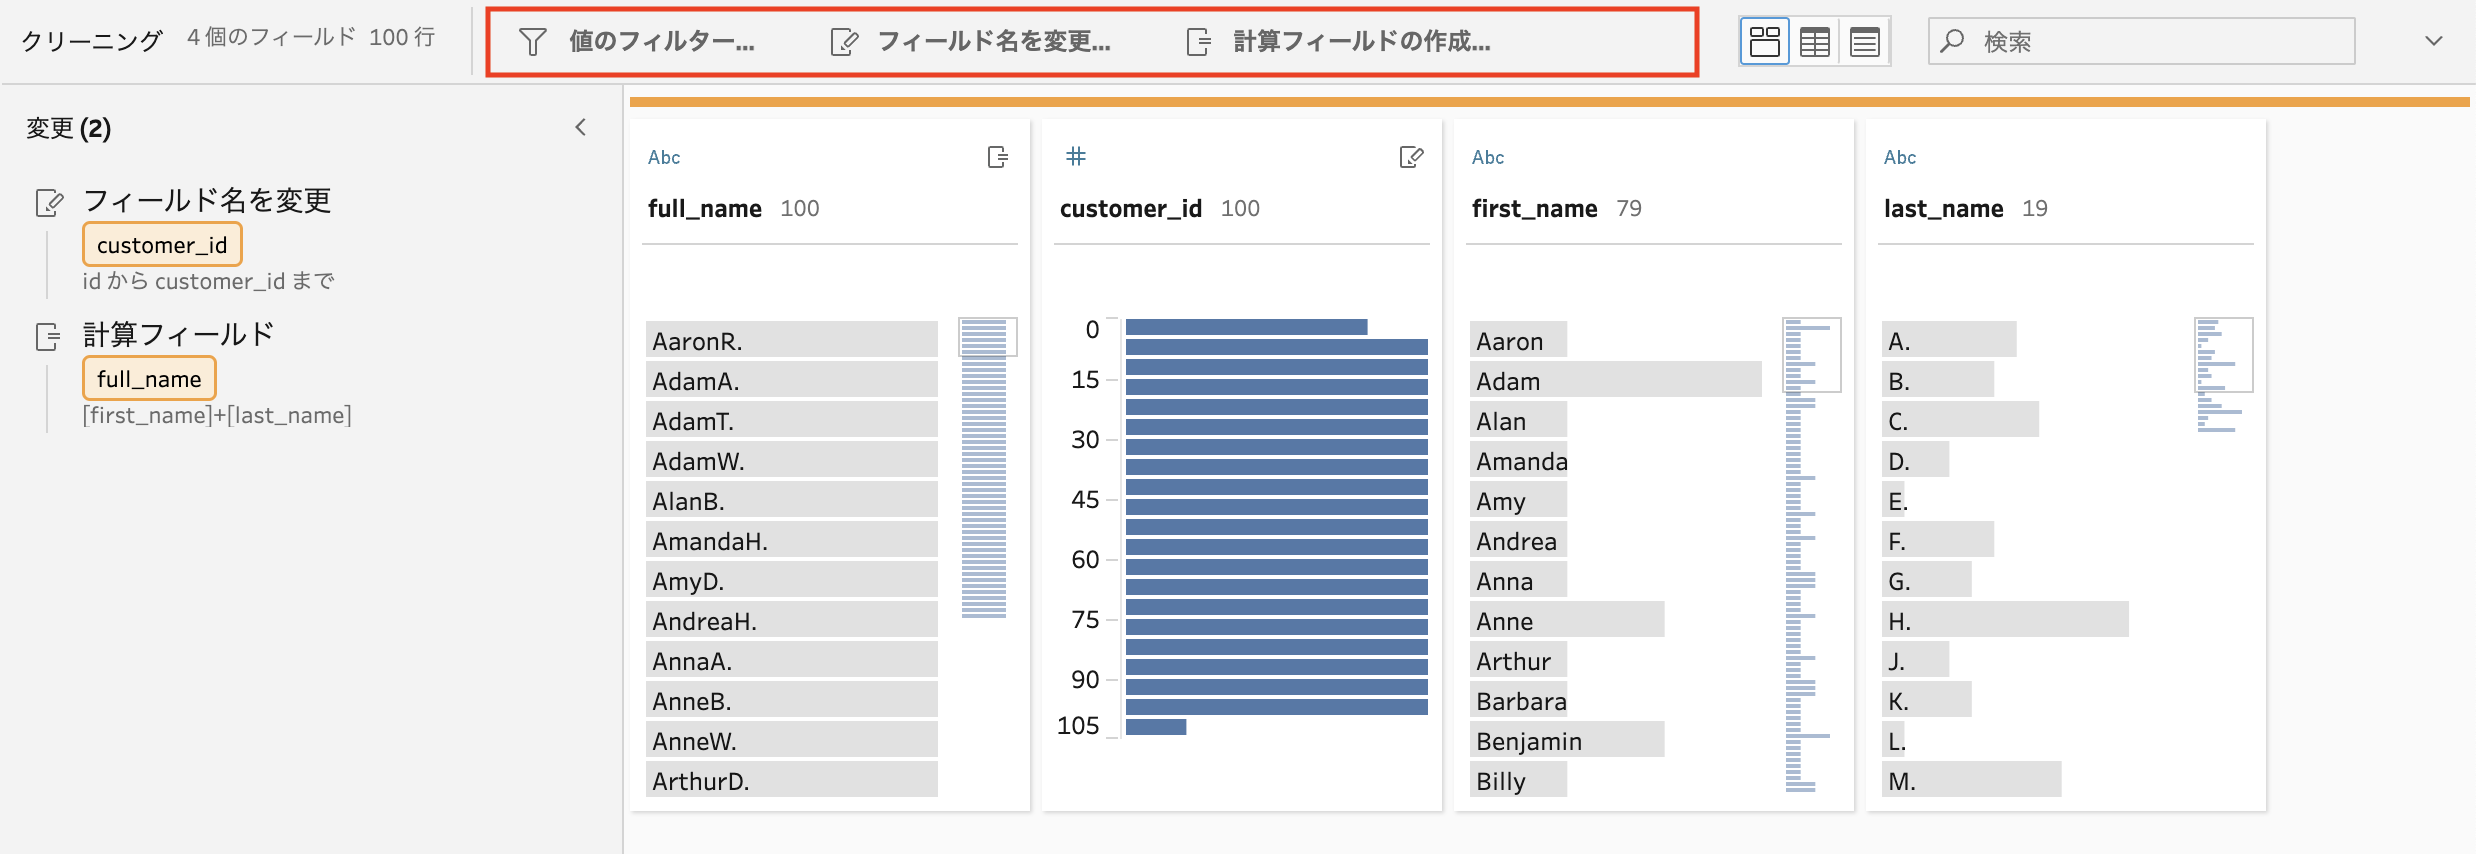 クリーニング 4 個のフィールド 100 行
値のフィルター... フィールド名を変更... 計算フィールドの作成...
検索
変更 (2)
フィールド名を変更
customer_id
id から customer_id まで
計算フィールド
full_name
[first_name]+[last_name]
Abc
full_name 100
AaronR.
AdamA.
AdamT.
AdamW.
AlanB.
AmandaH.
AmyD.
AndreaH.
AnnaA.
AnneB.
AnneW.
ArthurD.
#
customer_id 100
0
15
30
45
60
75
90
105
Abc
first_name 79
Aaron
Adam
Alan
Amanda
Amy
Andrea
Anna
Anne
Arthur
Barbara
Benjamin
Billy
Abc
last_name 19
A.
B.
C.
D.
E.
F.
G.
H.
J.
K.
L.
M.